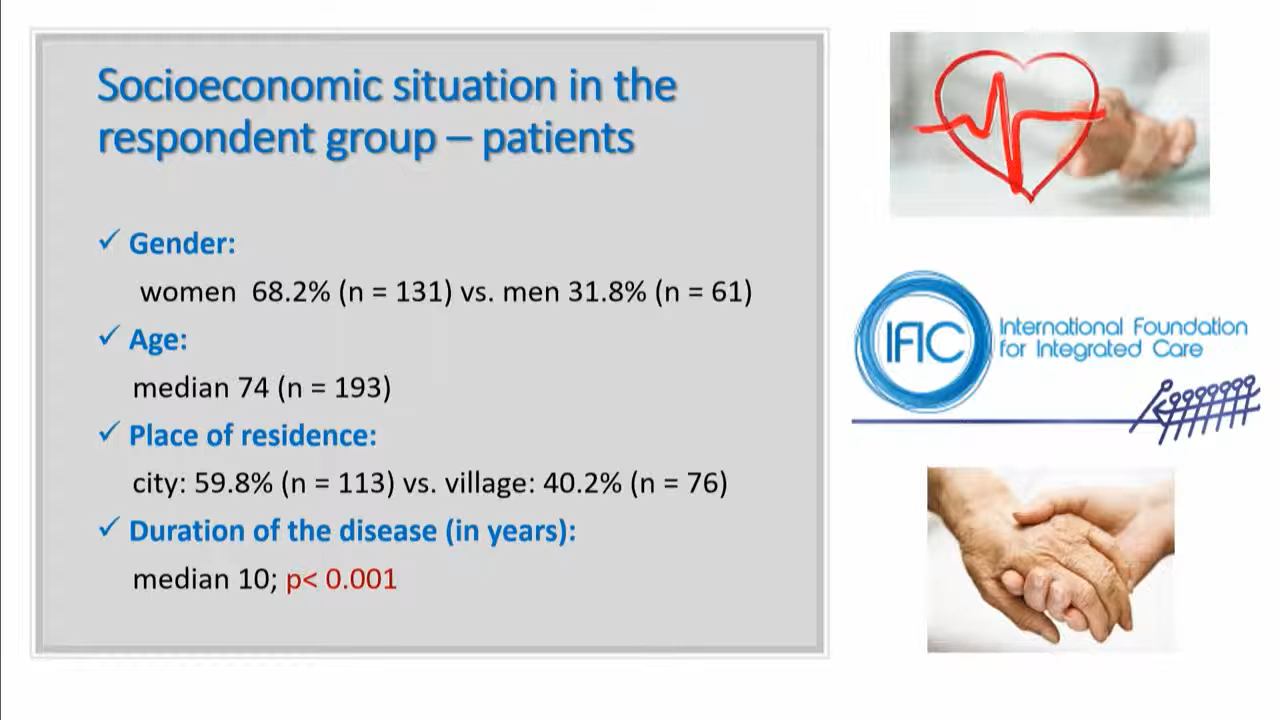 Socioeconomic situation in the
respondent group – patients
✓ Gender:
women 68.2% (n = 131) vs. men 31.8% (n = 61)
✓ Age:
median 74 (n = 193)
✓ Place of residence:
city: 59.8% (n = 113) vs. village: 40.2% (n = 76)
✓ Duration of the disease (in years):
median 10; p< 0.001
IFIC
International Foundation
for Integrated Care